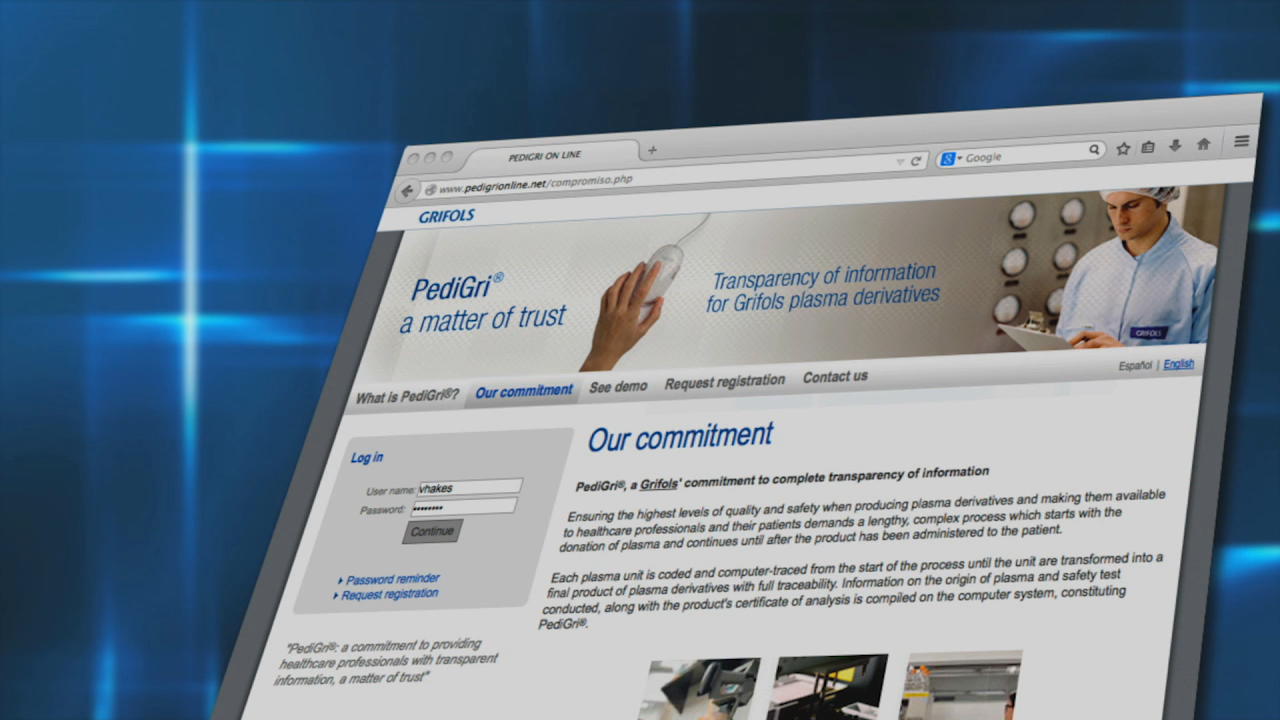 PEDIGRI ON LINE
www.pedigrionline.net/compromiso.php
Google
GRIFOLS
PediGri®
a matter of trust
Transparency of information
for Grifols plasma derivatives
GRIFOLS
What is PediGri®?
Our commitment
See demo
Request registration
Contact us
Español | English
Log in
User name: vhakes
Password: ••••••••
Continue
Password reminder
Request registration
"PediGri®: a commitment to providing
healthcare professionals with transparent
information, a matter of trust"
Our commitment
PediGri®, a Grifols' commitment to complete transparency of information
Ensuring the highest levels of quality and safety when producing plasma derivatives and making them available
to healthcare professionals and their patients demands a lengthy, complex process which starts with the
donation of plasma and continues until after the product has been administered to the patient.
Each plasma unit is coded and computer-traced from the start of the process until the unit are transformed into a
final product of plasma derivatives with full traceability. Information on the origin of plasma and safety test
conducted, along with the product's certificate of analysis is compiled on the computer system, constituting
PediGri®.